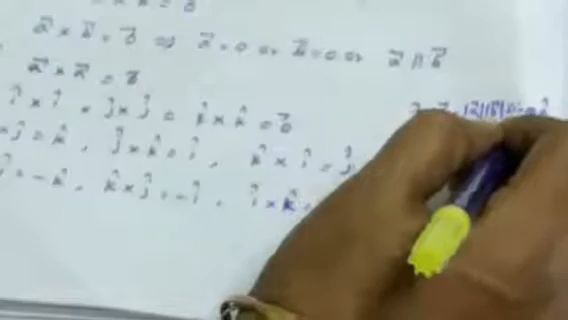 a⃗ × b⃗ = 0⃗ ⇒ a⃗ = 0 or b⃗ = 0 or a⃗ || b⃗
a⃗ × a⃗ = 0⃗
î × î = ĵ × ĵ = k̂ × k̂ = 0⃗
× ĵ = k̂, ĵ × k̂ = î, k̂ × î = ĵ
= -k̂, k̂ × ĵ = -î, î × k̂